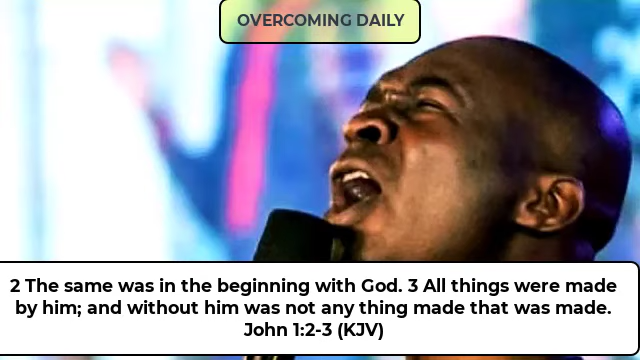 OVERCOMING DAILY
2 The same was in the beginning with God. 3 All things were made
by him; and without him was not any thing made that was made.
John 1:2-3 (KJV)